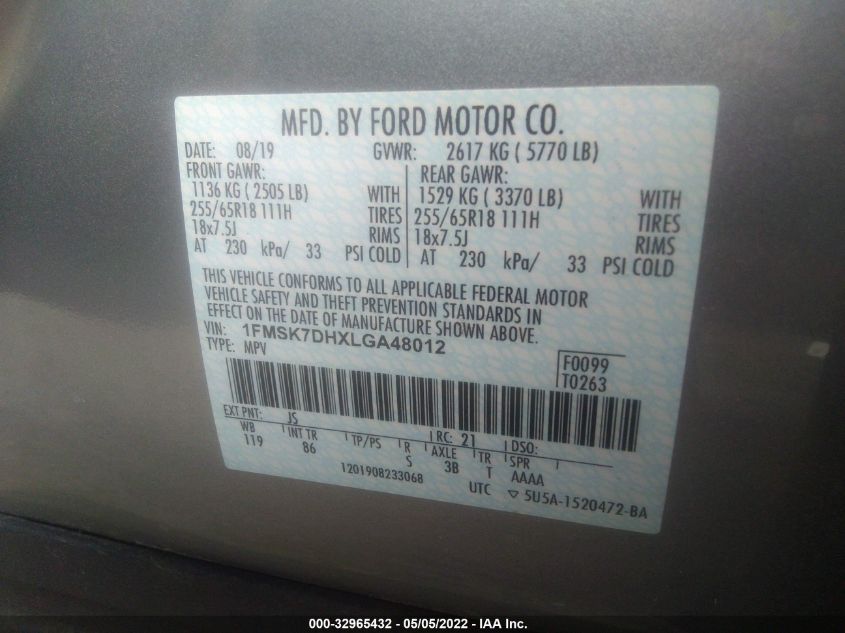 MFD. BY FORD MOTOR CO.
DATE: 08/19 GVWR: 2617 KG ( 5770 LB)
FRONT GAWR: REAR GAWR:
1136 KG ( 2505 LB) WITH 1529 KG ( 3370 LB) WITH
255/65R18 111H TIRES 255/65R18 111H TIRES
18x7.5J RIMS 18x7.5J RIMS
AT 230 kPa/ 33 PSI COLD AT 230 kPa/ 33 PSI COLD
THIS VEHICLE CONFORMS TO ALL APPLICABLE FEDERAL MOTOR
VEHICLE SAFETY AND THEFT PREVENTION STANDARDS IN
EFFECT ON THE DATE OF MANUFACTURE SHOWN ABOVE.
VIN: 1FMSK7DHXLGA48012
TYPE: MPV
F0099
T0263
EXT PNT: JS RC: 21 DSO:
WB INT TR TP/PS R AXLE TR SPR
119 86 S 3B T AAAA
1201908233068 UTC ▽ 5U5A-1520472-BA
000-32965432 - 05/05/2022 - IAA Inc.